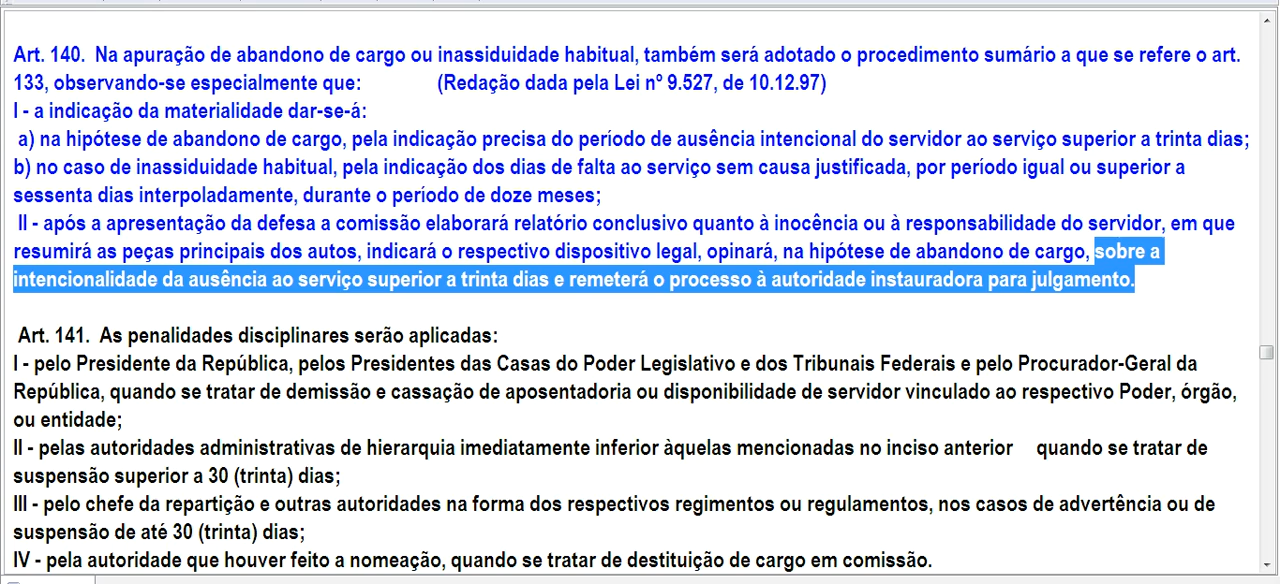 Art. 140.  Na apuração de abandono de cargo ou inassiduidade habitual, também será adotado o procedimento sumário a que se refere o art.
133, observando-se especialmente que:               (Redação dada pela Lei nº 9.527, de 10.12.97)
I - a indicação da materialidade dar-se-á:
a) na hipótese de abandono de cargo, pela indicação precisa do período de ausência intencional do servidor ao serviço superior a trinta dias;
b) no caso de inassiduidade habitual, pela indicação dos dias de falta ao serviço sem causa justificada, por período igual ou superior a
sessenta dias interpoladamente, durante o período de doze meses;
II - após a apresentação da defesa a comissão elaborará relatório conclusivo quanto à inocência ou à responsabilidade do servidor, em que
resumirá as peças principais dos autos, indicará o respectivo dispositivo legal, opinará, na hipótese de abandono de cargo, sobre a
intencionalidade da ausência ao serviço superior a trinta dias e remeterá o processo à autoridade instauradora para julgamento.
Art. 141.  As penalidades disciplinares serão aplicadas:
I - pelo Presidente da República, pelos Presidentes das Casas do Poder Legislativo e dos Tribunais Federais e pelo Procurador-Geral da
República, quando se tratar de demissão e cassação de aposentadoria ou disponibilidade de servidor vinculado ao respectivo Poder, órgão,
ou entidade;
II - pelas autoridades administrativas de hierarquia imediatamente inferior àquelas mencionadas no inciso anterior    quando se tratar de
suspensão superior a 30 (trinta) dias;
III - pelo chefe da repartição e outras autoridades na forma dos respectivos regimentos ou regulamentos, nos casos de advertência ou de
suspensão de até 30 (trinta) dias;
IV - pela autoridade que houver feito a nomeação, quando se tratar de destituição de cargo em comissão.